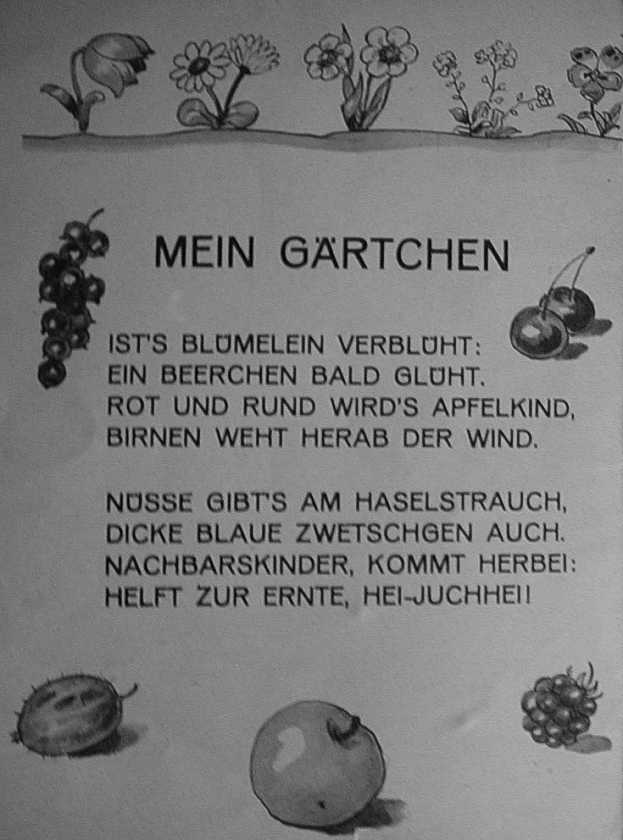 MEIN GÄRTCHEN
IST'S BLÜMELEIN VERBLÜHT:
EIN BEERCHEN BALD GLÜHT.
ROT UND RUND WIRD'S APFELKIND,
BIRNEN WEHT HERAB DER WIND.
NÜSSE GIBT'S AM HASELSTRAUCH,
DICKE BLAUE ZWETSCHGEN AUCH.
NACHBARSKINDER, KOMMT HERBEI:
HELFT ZUR ERNTE, HEI-JUCHHEI!